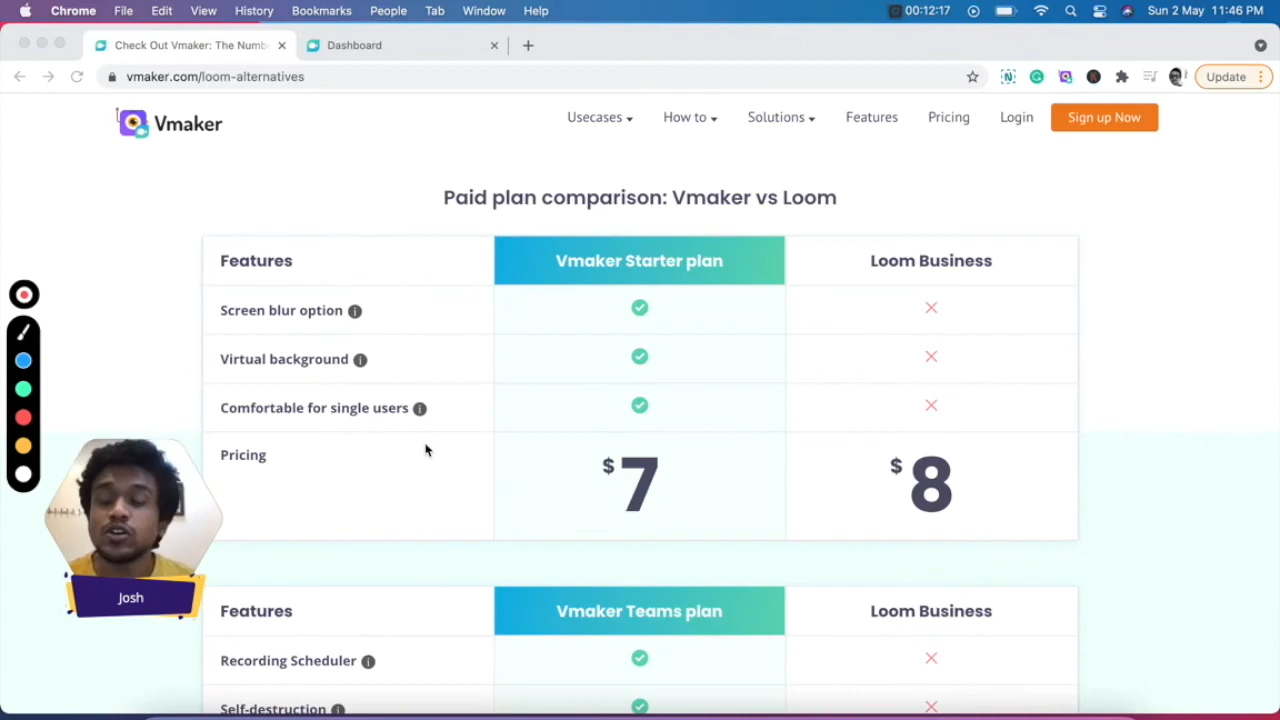 Chrome File Edit View History Bookmarks People Tab Window Help 00:12:17 Sun 2 May 11:46 PM
Check Out Vmaker: The Numb Dashboard
vmaker.com/loom-alternatives Update
Vmaker Usecases How to Solutions Features Pricing Login Sign up Now
Paid plan comparison: Vmaker vs Loom
Features Vmaker Starter plan Loom Business
Screen blur option
Virtual background
Comfortable for single users
Pricing $7 $8
Josh
Features Vmaker Teams plan Loom Business
Recording Scheduler
Self-destruction